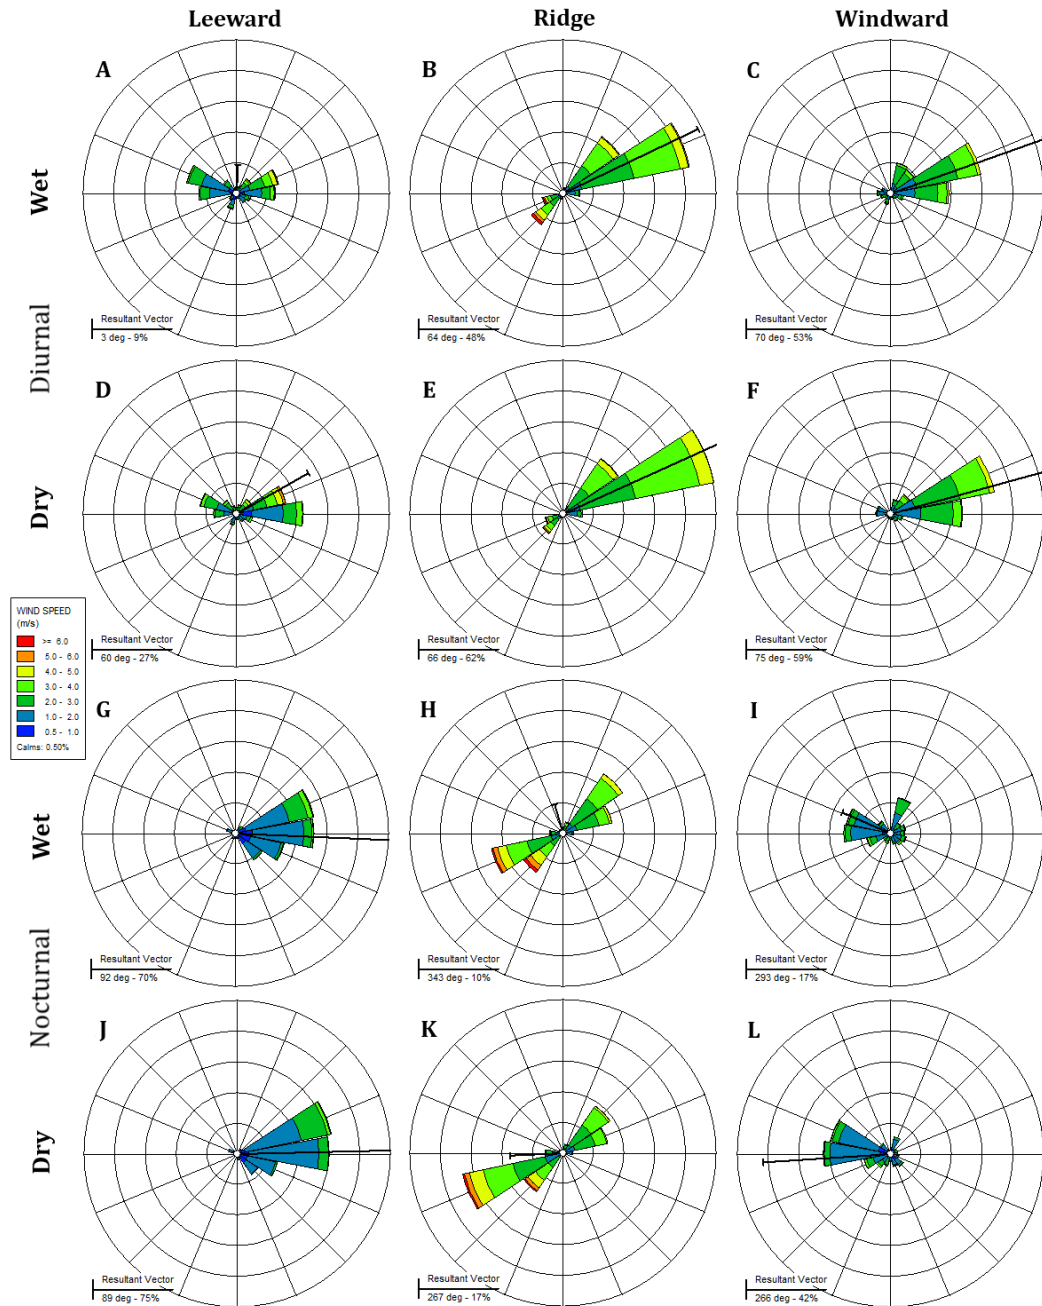 Leeward Ridge Windward
A B C
Wet
Resultant Vector Resultant Vector Resultant Vector
3 deg - 9% 64 deg - 48% 70 deg - 53%
Diurnal
D E F
Dry
WIND SPEED
(m/s)
>= 6.0
5.0 - 6.0
4.0 - 5.0
3.0 - 4.0
2.0 - 3.0
1.0 - 2.0
0.5 - 1.0
Calms: 0.50%
Resultant Vector Resultant Vector Resultant Vector
60 deg - 27% 66 deg - 62% 75 deg - 59%
G H I
Wet
Resultant Vector Resultant Vector Resultant Vector
92 deg - 70% 343 deg - 10% 293 deg - 17%
Nocturnal
J K L
Dry
Resultant Vector Resultant Vector Resultant Vector
89 deg - 75% 267 deg - 17% 266 deg - 42%